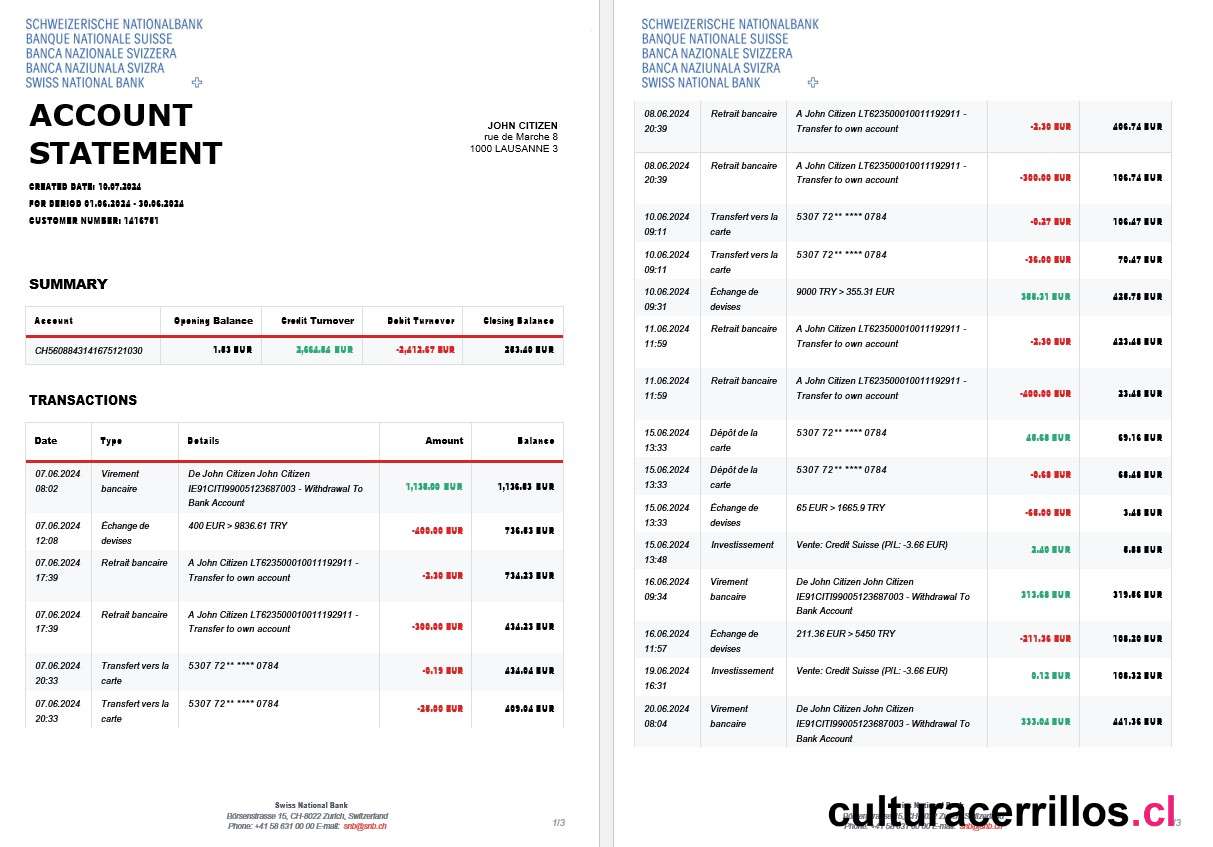 SCHWEIZERISCHE NATIONALBANK
BANQUE NATIONALE SUISSE
BANCA NAZIONALE SVIZZERA
BANCA NAZIUNALA SVIZRA
SWISS NATIONAL BANK
ACCOUNT
STATEMENT
JOHN CITIZEN
rue de Marche 8
1000 LAUSANNE 3
CREATED DATE: 10.07.2024
FOR PERIOD 01.06.2024 - 30.06.2024
CUSTOMER NUMBER: 1416781
SUMMARY
Account Opening Balance Credit Turnover Debit Turnover Closing Balance
CH5608843141675121030 1.83 EUR 2,664.84 EUR -2,412.67 EUR 253.40 EUR
TRANSACTIONS
Date Type Details Amount Balance
07.06.2024 Virement De John Citizen John Citizen
08:02 bancaire IE91CITI99005123687003 - Withdrawal To 1,135.00 EUR 1,136.83 EUR
Bank Account
07.06.2024 Échange de 400 EUR > 9836.61 TRY -400.00 EUR 736.83 EUR
12:08 devises
07.06.2024 Retrait bancaire A John Citizen LT623500010011192911 -
17:39 Transfer to own account -2.30 EUR 734.23 EUR
07.06.2024 Retrait bancaire A John Citizen LT623500010011192911 -
17:39 Transfer to own account -300.00 EUR 434.23 EUR
07.06.2024 Transfert vers la 5307 72** **** 0784 -0.19 EUR 434.04 EUR
20:33 carte
07.06.2024 Transfert vers la 5307 72** **** 0784 -25.00 EUR 409.04 EUR
20:33 carte
Swiss National Bank
Börsenstrasse 15, CH-8022 Zurich, Switzerland
Phone: +41 58 631 00 00 E-mail: snb@snb.ch
1/3
SCHWEIZERISCHE NATIONALBANK
BANQUE NATIONALE SUISSE
BANCA NAZIONALE SVIZZERA
BANCA NAZIUNALA SVIZRA
SWISS NATIONAL BANK
08.06.2024 Retrait bancaire A John Citizen LT623500010011192911 -
20:39 Transfer to own account -2.30 EUR 406.74 EUR
08.06.2024 Retrait bancaire A John Citizen LT623500010011192911 -
20:39 Transfer to own account -300.00 EUR 106.74 EUR
10.06.2024 Transfert vers la 5307 72** **** 0784 -0.27 EUR 106.47 EUR
09:11 carte
10.06.2024 Transfert vers la 5307 72** **** 0784 -36.00 EUR 70.47 EUR
09:11 carte
10.06.2024 Échange de 9000 TRY > 355.31 EUR 355.31 EUR 425.78 EUR
09:31 devises
11.06.2024 Retrait bancaire A John Citizen LT623500010011192911 -
11:59 Transfer to own account -2.30 EUR 423.48 EUR
11.06.2024 Retrait bancaire A John Citizen LT623500010011192911 -
11:59 Transfer to own account -400.00 EUR 23.48 EUR
15.06.2024 Dépôt de la 5307 72** **** 0784 45.68 EUR 69.16 EUR
13:33 carte
15.06.2024 Dépôt de la 5307 72** **** 0784 -0.68 EUR 68.48 EUR
13:33 carte
15.06.2024 Échange de 65 EUR > 1665.9 TRY -65.00 EUR 3.48 EUR
13:33 devises
15.06.2024 Investissement Vente: Credit Suisse (P/L: -3.66 EUR) 2.40 EUR 5.88 EUR
13:48
16.06.2024 Virement De John Citizen John Citizen
09:34 bancaire IE91CITI99005123687003 - Withdrawal To 313.68 EUR 319.56 EUR
Bank Account
16.06.2024 Échange de 211.36 EUR > 5450 TRY -211.36 EUR 108.20 EUR
11:57 devises
19.06.2024 Investissement Vente: Credit Suisse (P/L: -3.66 EUR) 0.12 EUR 108.32 EUR
16:31
20.06.2024 Virement De John Citizen John Citizen
08:04 bancaire IE91CITI99005123687003 - Withdrawal To 333.04 EUR 441.36 EUR
Bank Account
culturacerrillos.cl